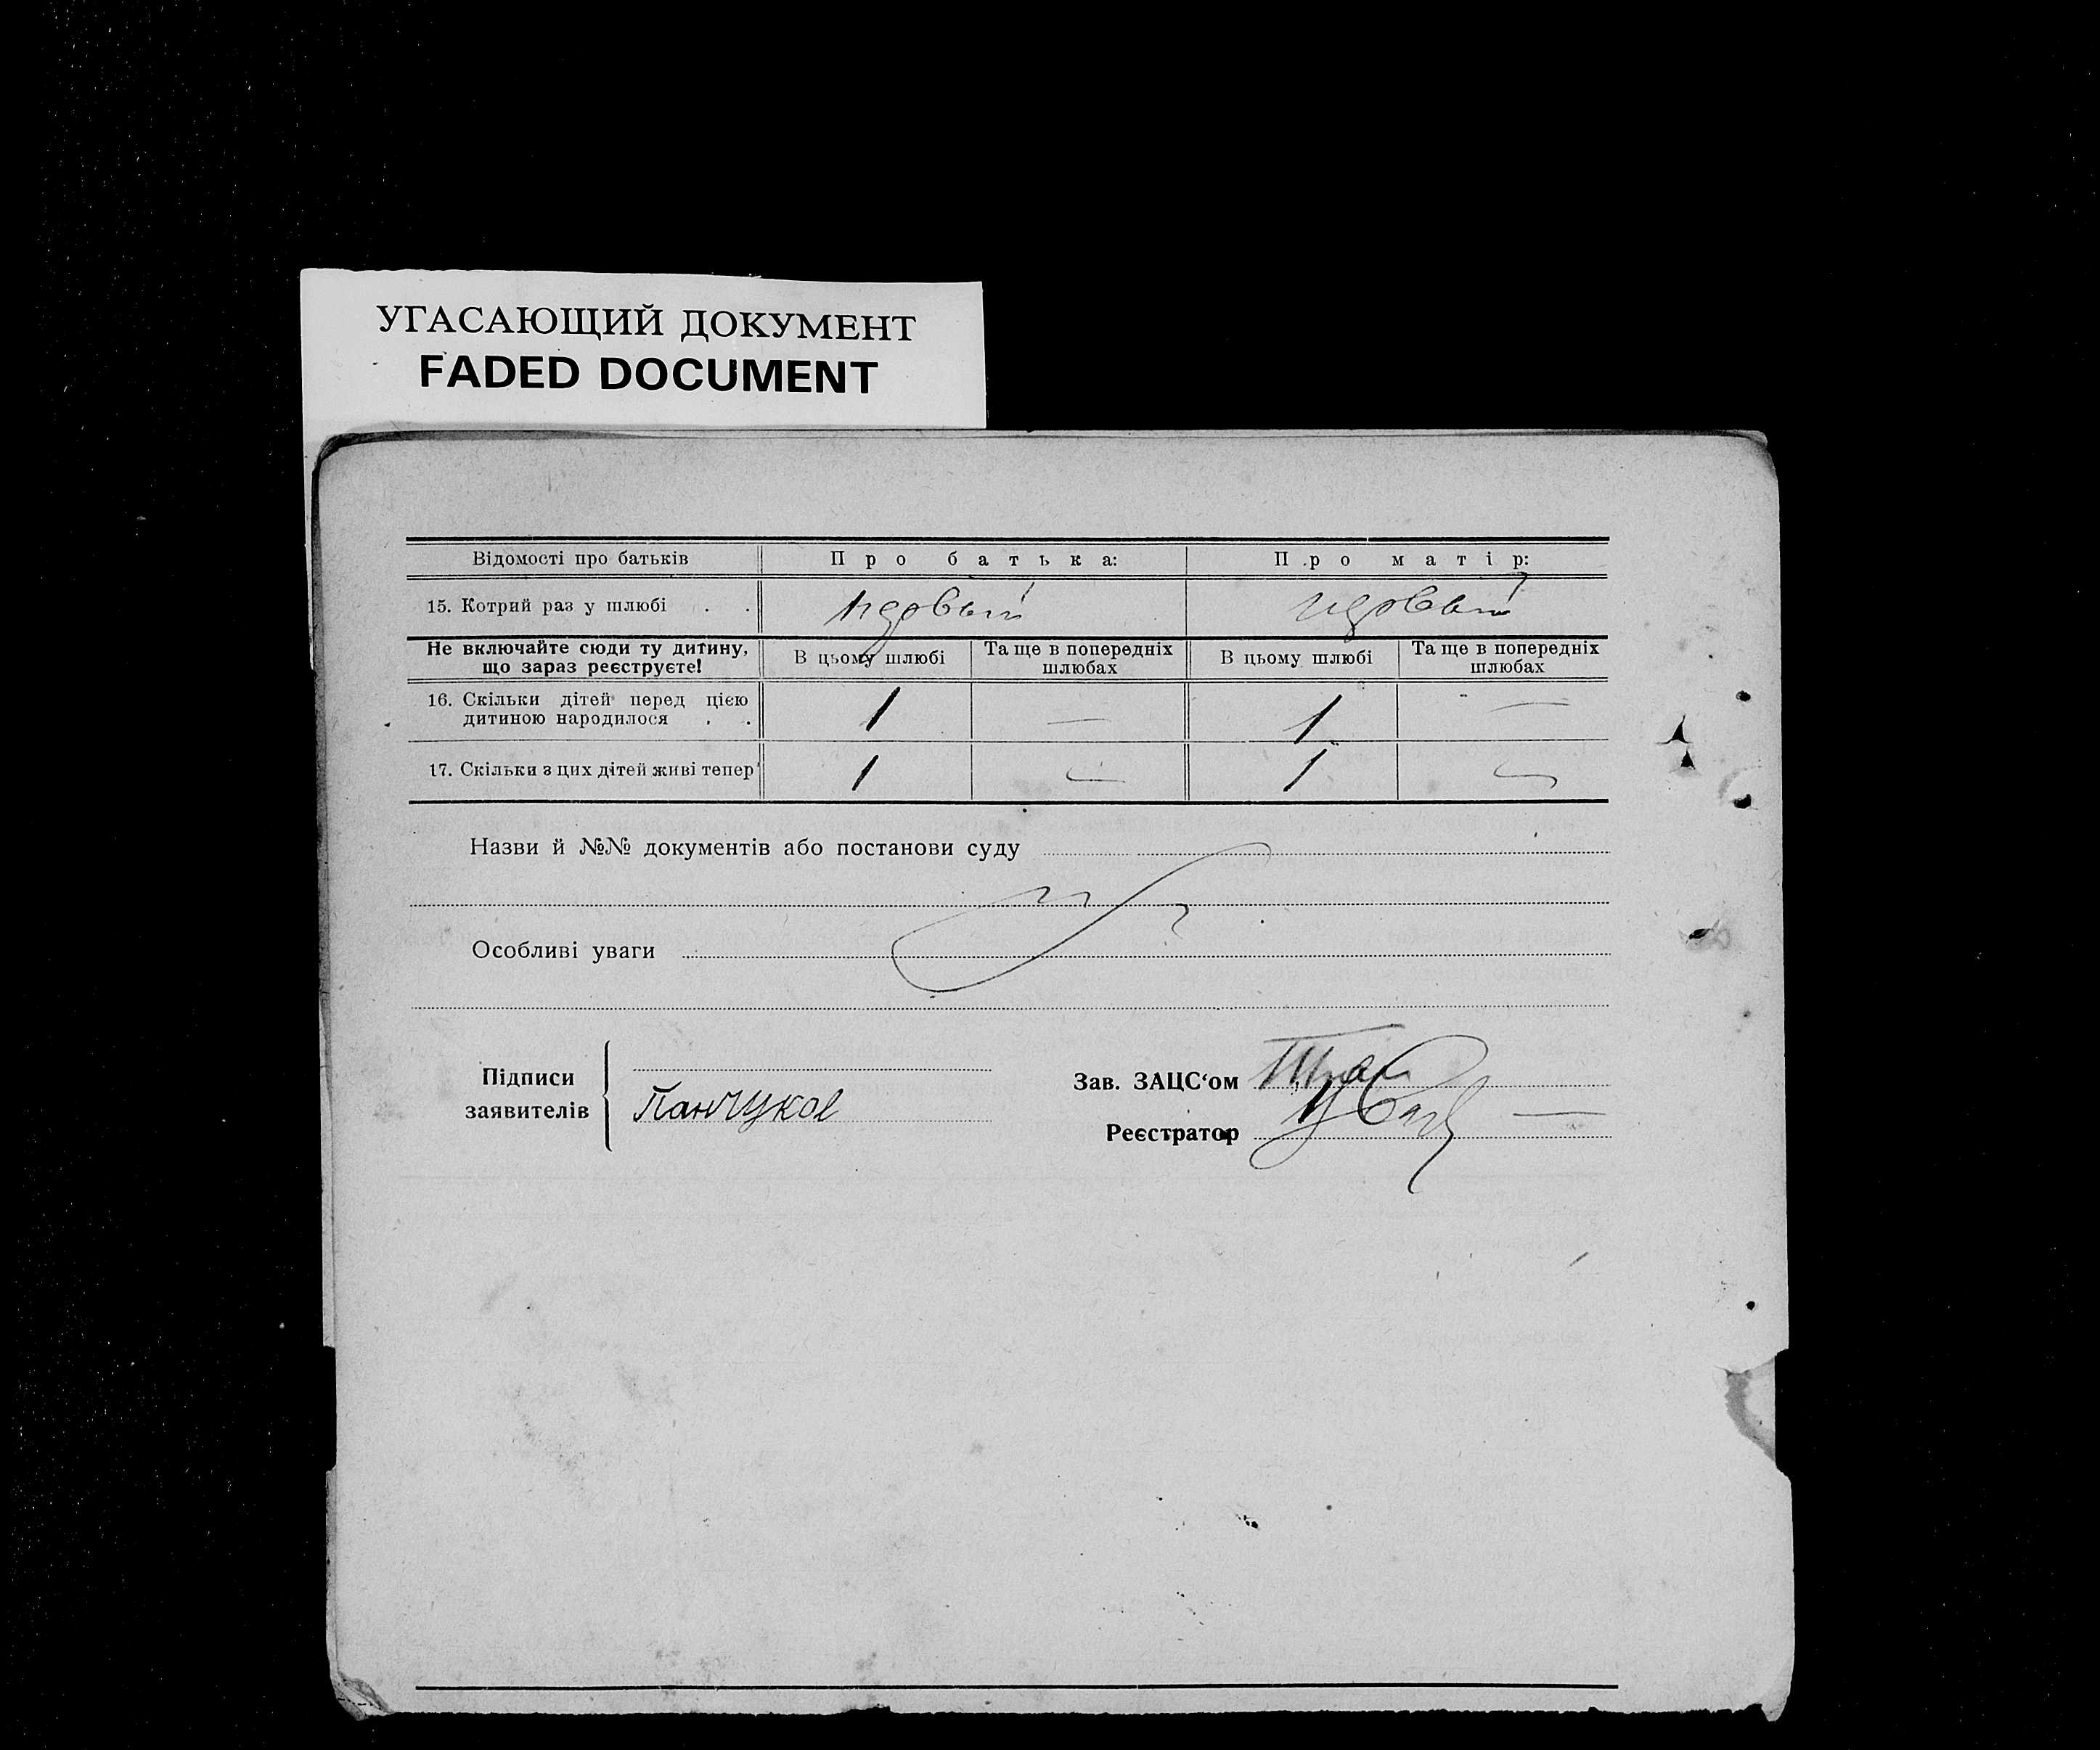 УГАСАЮЩИЙ ДОКУМЕНТ
FADED DOCUMENT
Відомості про батьків Про батька: Про матір:
15. Котрий раз у шлюбі . . первый первый
Не включайте сюди ту дитину, що зараз реєструєте! В цьому шлюбі Та ще в попередніх шлюбах В цьому шлюбі Та ще в попередніх шлюбах
16. Скільки дітей перед цією дитиною народилося . . 1 — 1 —
17. Скільки з цих дітей живі тепер 1 — 1 —
Назви й №№ документів або постанови суду
Особливі уваги
Підписи заявителів
Зав. ЗАЦС‘ом
Реєстратор